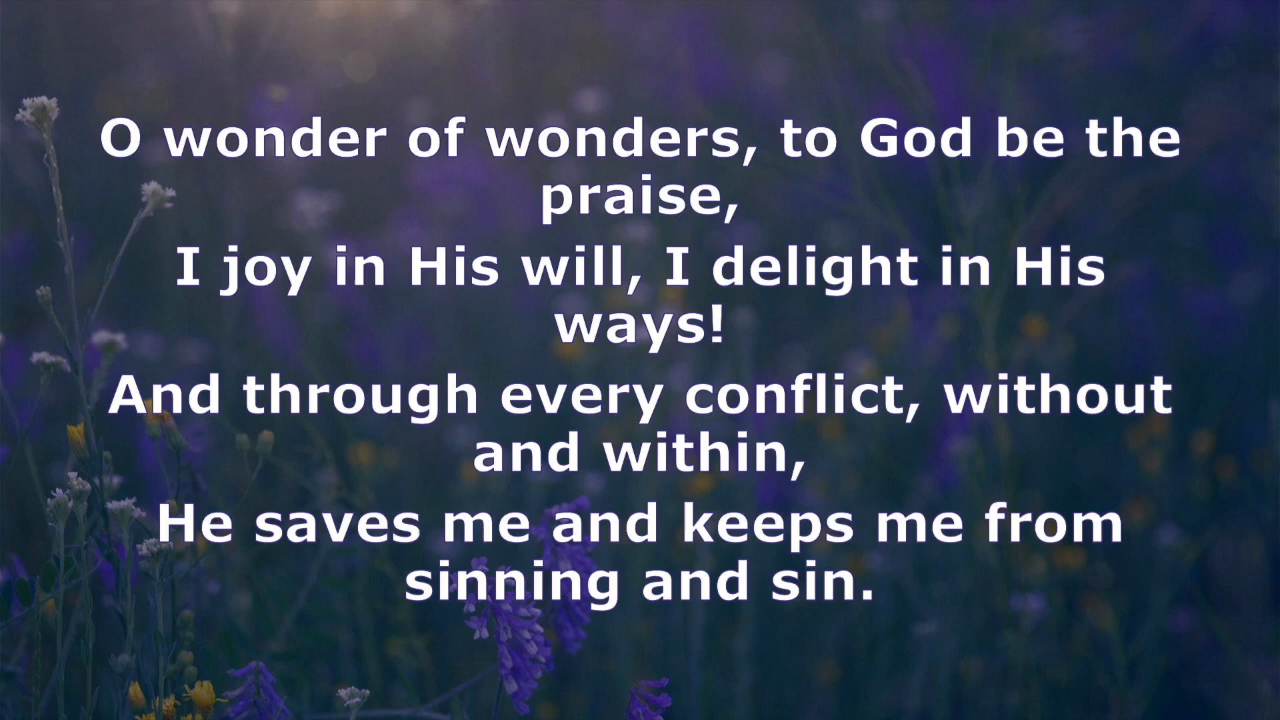 O wonder of wonders, to God be the
praise,
I joy in His will, I delight in His
ways!
And through every conflict, without
and within,
He saves me and keeps me from
sinning and sin.